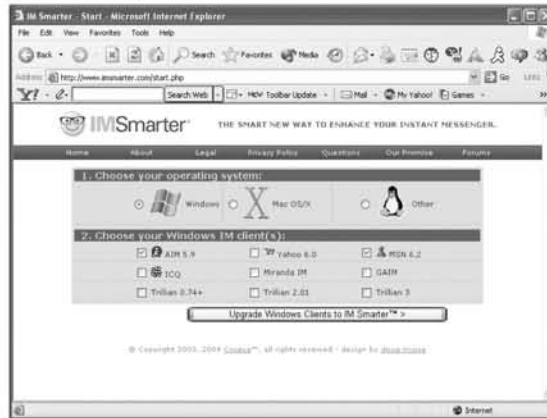 IM Smarter - Start - Microsoft Internet Explorer
File Edit View Favorites Tools Help
Back Search Favorites Media
Address http://www.imsmarter.com/start.php Go Links
Y! Search Web NEW Toolbar Update Mail My Yahoo! Games
IMSmarter THE SMART NEW WAY TO ENHANCE YOUR INSTANT MESSENGER.
Home About Legal Privacy Policy Questions Our Promise Forums
1. Choose your operating system:
Windows Mac OS/X Other
2. Choose your Windows IM client(s):
AIM 5.9 Yahoo 6.0 MSN 6.2
ICQ Miranda IM GAIM
Trillian 0.74+ Trillian 2.01 Trillian 3
Upgrade Windows Clients to IM Smarter™ >
© Copyright 2003, 2004 ™, all rights reserved - design by
Internet